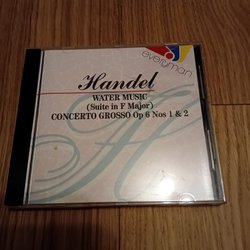 everyman
Handel
WATER MUSIC
(Suite in F Major)
CONCERTO GROSSO Op 6 Nos 1 & 2